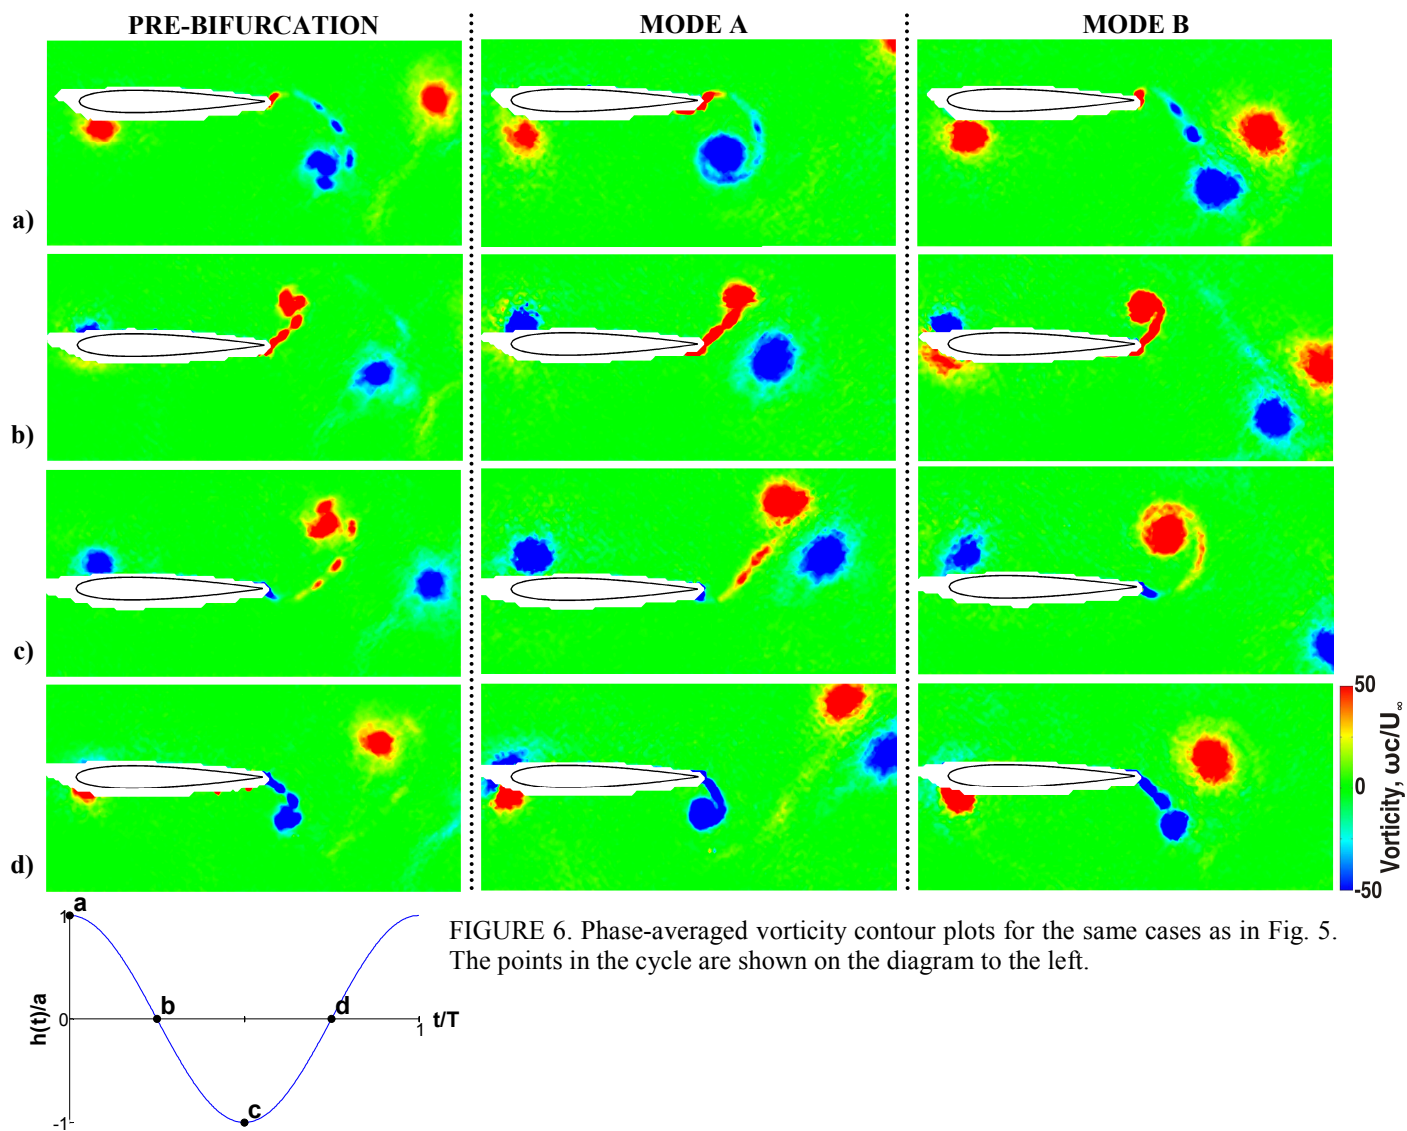 PRE-BIFURCATION MODE A MODE B
a)
b)
c)
d)
50
0
-50
Vorticity, ωc/U∞
FIGURE 6. Phase-averaged vorticity contour plots for the same cases as in Fig. 5.
The points in the cycle are shown on the diagram to the left.
a
1
b
d
0
t/T
1
h(t)/a
c
-1